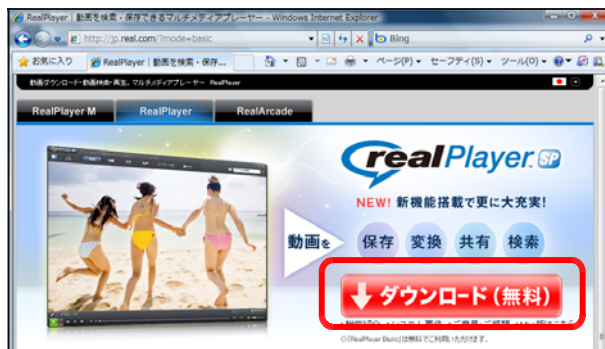 RealPlayer | 動画を検索・保存できるマルチメディアプレーヤー - Windows Internet Explorer
http://jp.real.com/?mode=basic
Bing
お気に入り
RealPlayer | 動画を検索・保存...
ページ(P) セーフティ(S) ツール(O)
動画ダウンロード・動画検索・再生、マルチメディアプレーヤー RealPlayer
RealPlayer M RealPlayer RealArcade
realPlayer SP
NEW! 新機能搭載で更に大充実!
動画を 保存 変換 共有 検索
ダウンロード(無料)
○「RealPlayer Basic」は無料でご利用いただけます。